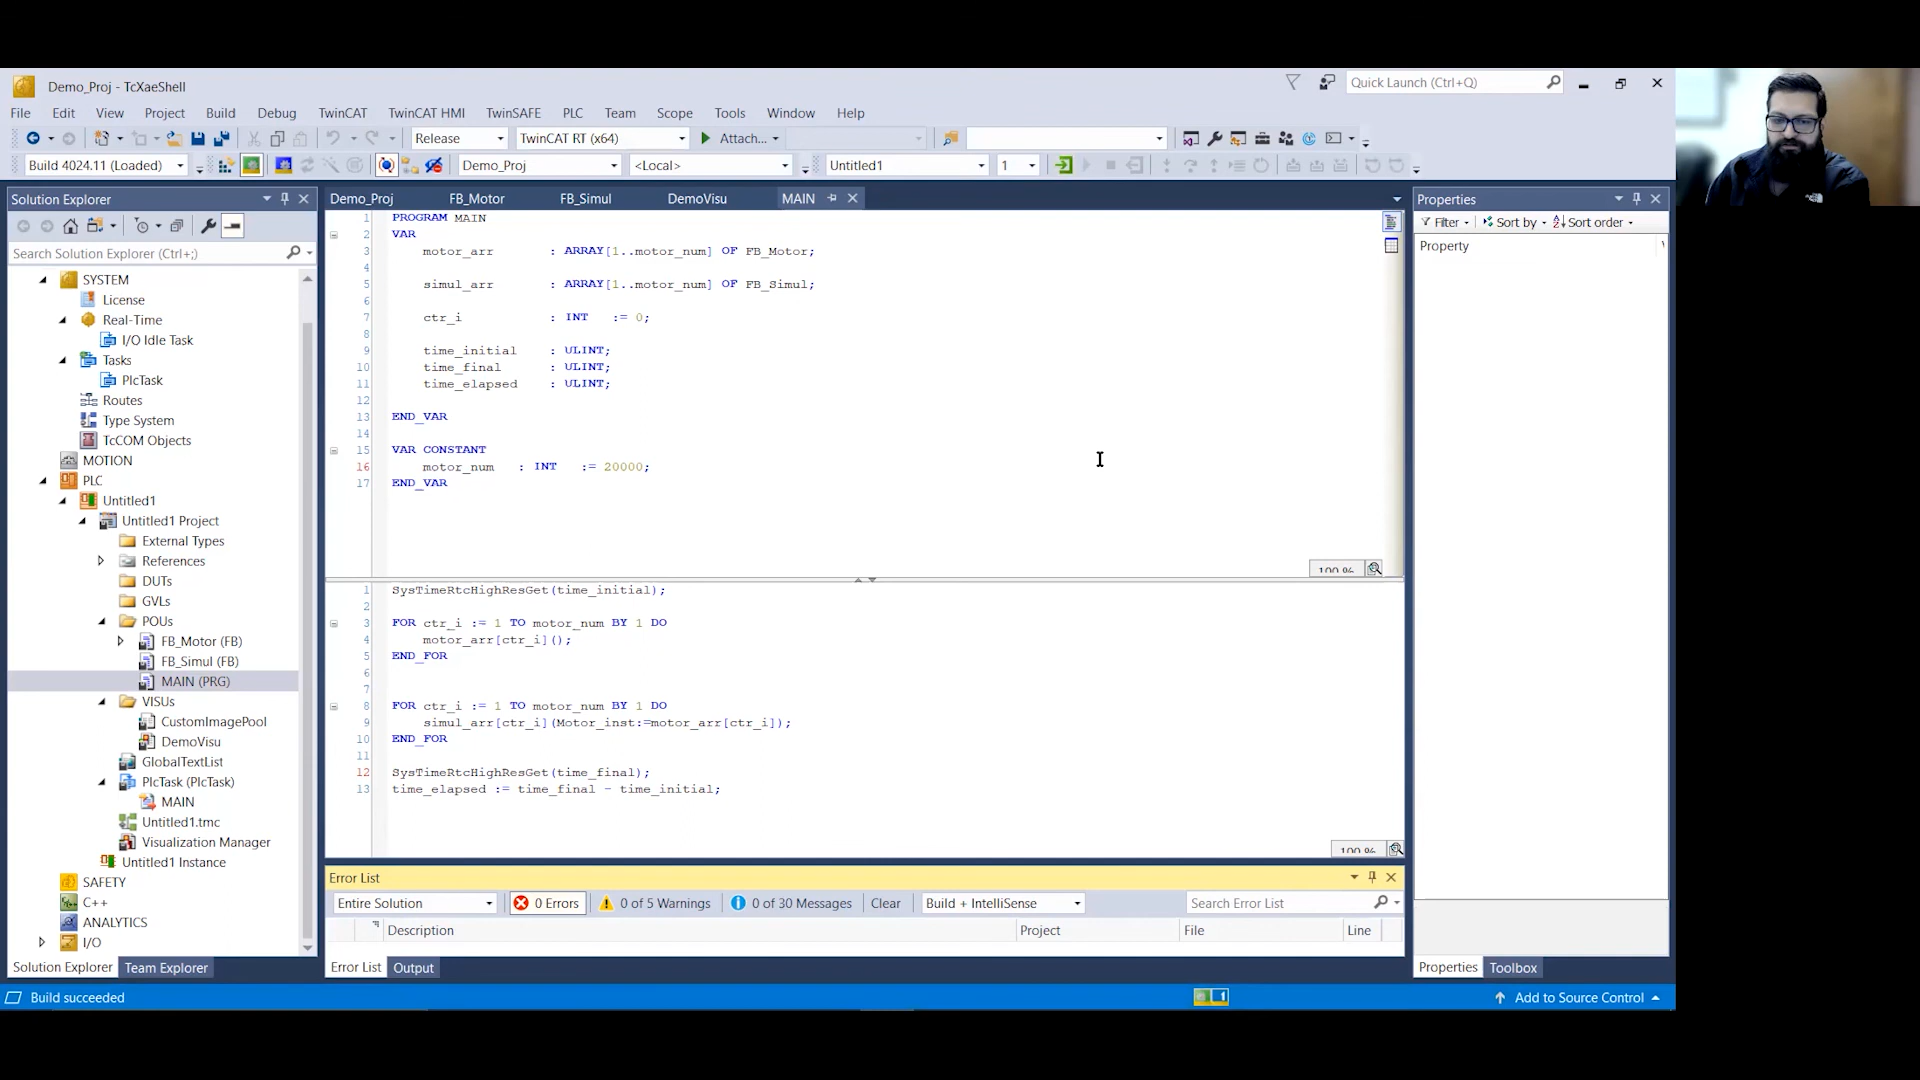 Demo_Proj - TcXaeShell
Quick Launch (Ctrl+Q)
File Edit View Project Build Debug TwinCAT TwinCAT HMI TwinSAFE PLC Team Scope Tools Window Help
Release TwinCAT RT (x64) Attach...
Build 4024.11 (Loaded) Demo_Proj <Local> Untitled1 1
Solution Explorer
Search Solution Explorer (Ctrl+;)
SYSTEM
License
Real-Time
I/O Idle Task
Tasks
PlcTask
Routes
Type System
TcCOM Objects
MOTION
PLC
Untitled1
Untitled1 Project
External Types
References
DUTs
GVLs
POUs
FB_Motor (FB)
FB_Simul (FB)
MAIN (PRG)
VISUs
CustomImagePool
DemoVisu
GlobalTextList
PlcTask (PlcTask)
MAIN
Untitled1.tmc
Visualization Manager
Untitled1 Instance
SAFETY
C++
ANALYTICS
I/O
Solution Explorer Team Explorer
Demo_Proj FB_Motor FB_Simul DemoVisu MAIN
1 PROGRAM MAIN
2 VAR
3 motor_arr : ARRAY[1..motor_num] OF FB_Motor;
4
5 simul_arr : ARRAY[1..motor_num] OF FB_Simul;
6
7 ctr_i : INT := 0;
8
9 time_initial : ULINT;
10 time_final : ULINT;
11 time_elapsed : ULINT;
12
13 END_VAR
14
15 VAR CONSTANT
16 motor_num : INT := 20000;
17 END_VAR
100 %
1 SysTimeRtcHighResGet(time_initial);
2
3 FOR ctr_i := 1 TO motor_num BY 1 DO
4 motor_arr[ctr_i]();
5 END_FOR
6
7
8 FOR ctr_i := 1 TO motor_num BY 1 DO
9 simul_arr[ctr_i](Motor_inst:=motor_arr[ctr_i]);
10 END_FOR
11
12 SysTimeRtcHighResGet(time_final);
13 time_elapsed := time_final - time_initial;
100 %
Error List
Entire Solution 0 Errors 0 of 5 Warnings 0 of 30 Messages Clear Build + IntelliSense Search Error List
Description Project File Line
Error List Output
Properties
Filter Sort by Sort order
Property
Properties Toolbox
Build succeeded
1
Add to Source Control